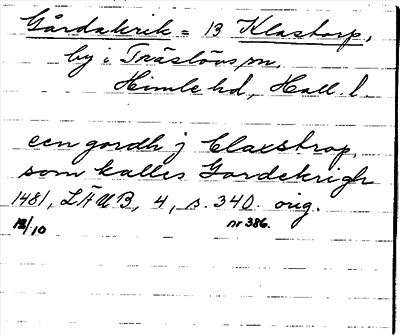 Gårdakrik = 13 Klastorp,
by i Träslövs sn,
Himle hd, Hall. l.
een gordh j Claxstrop,
som kalles Gordekrigh
1481, LÄUB, 4, s. 340. orig.
13/10 nr 386.